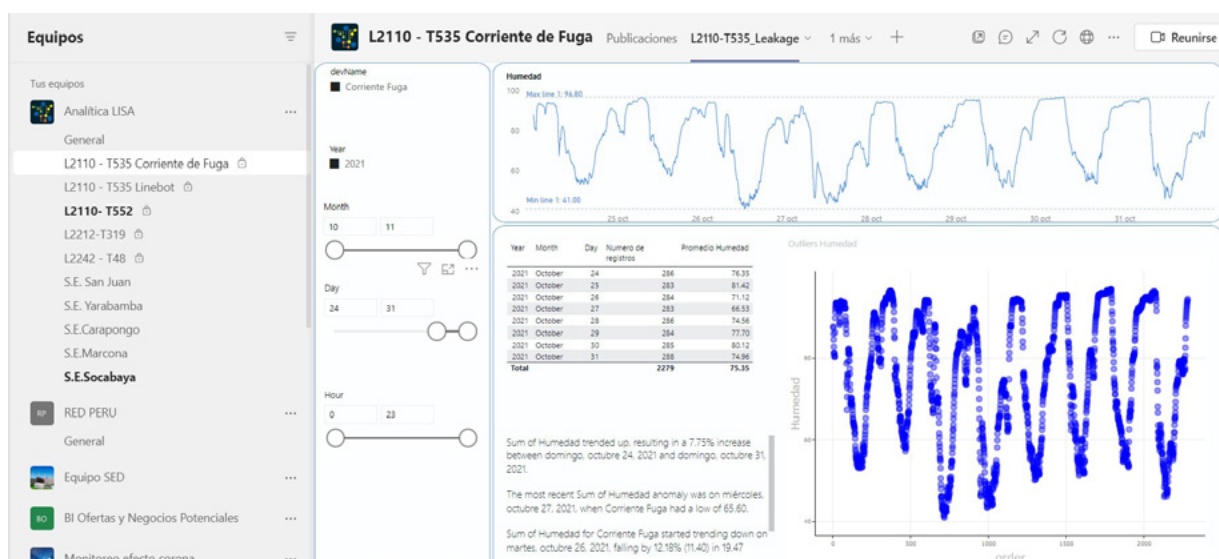 Equipos
Tus equipos
Analítica LISA
General
L2110 - T535 Corriente de Fuga
L2110 - T535 Linebot
L2110- T552
L2212-T319
L2242 - T48
S.E. San Juan
S.E. Yarabamba
S.E.Carapongo
S.E.Marcona
S.E.Socabaya
RP RED PERU
General
Equipo SED
BO BI Ofertas y Negocios Potenciales
Monitoreo efecto corona
L2110 - T535 Corriente de Fuga Publicaciones L2110-T535_Leakage 1 más Reunirse
devName
Corriente Fuga
Year
2021
Month
10 11
Day
24 31
Hour
0 23
Humedad
100
Max line 1: 96.80
80
60
Min line 1: 41.00
40
25 oct 26 oct 27 oct 28 oct 29 oct 30 oct 31 oct
Year Month Day Numero de registros Promedio Humedad
2021 October 24 286 76.35
2021 October 25 283 81.42
2021 October 26 284 71.12
2021 October 27 283 66.53
2021 October 28 286 74.56
2021 October 29 284 77.70
2021 October 30 285 80.12
2021 October 31 288 74.96
Total 2279 75.35
Sum of Humedad trended up, resulting in a 7.75% increase
between domingo, octubre 24, 2021 and domingo, octubre 31,
2021.
The most recent Sum of Humedad anomaly was on miércoles,
octubre 27, 2021, when Corriente Fuga had a low of 65.60.
Sum of Humedad for Corriente Fuga started trending down on
martes, octubre 26, 2021, falling by 12.18% (11.40) in 19.47
Outliers Humedad
Humedad
80
60
40
0 500 1000 1500 2000
order